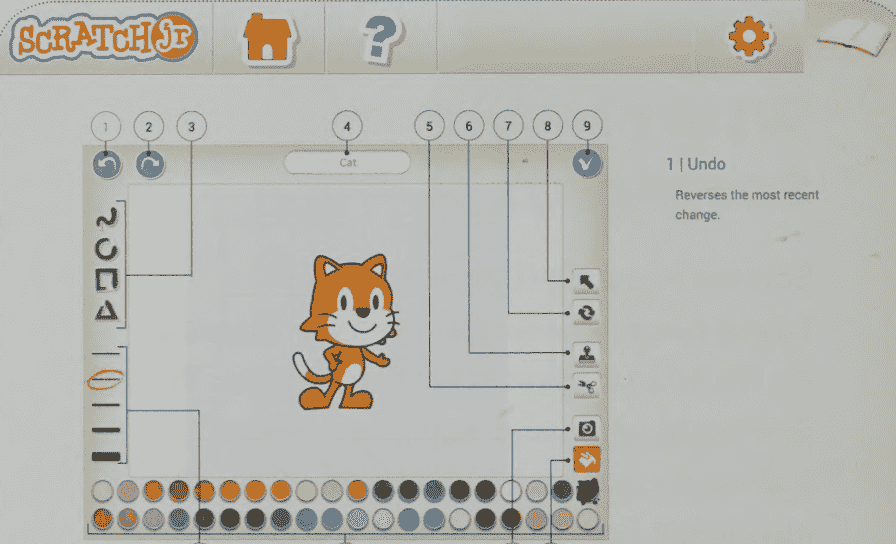 SCRATCH jr
?
1 2 3 4 5 6 7 8 9
Cat
1 | Undo
Reverses the most recent
change.